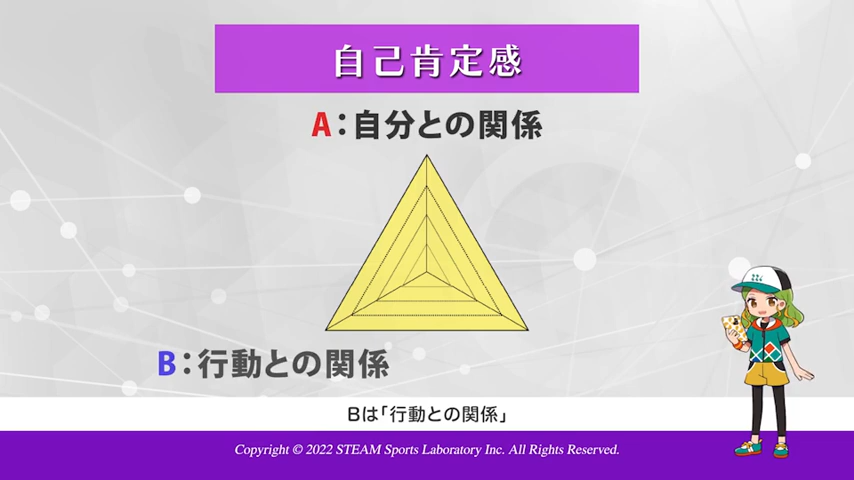 自己肯定感
A：自分との関係
B：行動との関係
Bは「行動との関係」
Copyright © 2022 STEAM Sports Laboratory Inc. All Rights Reserved.